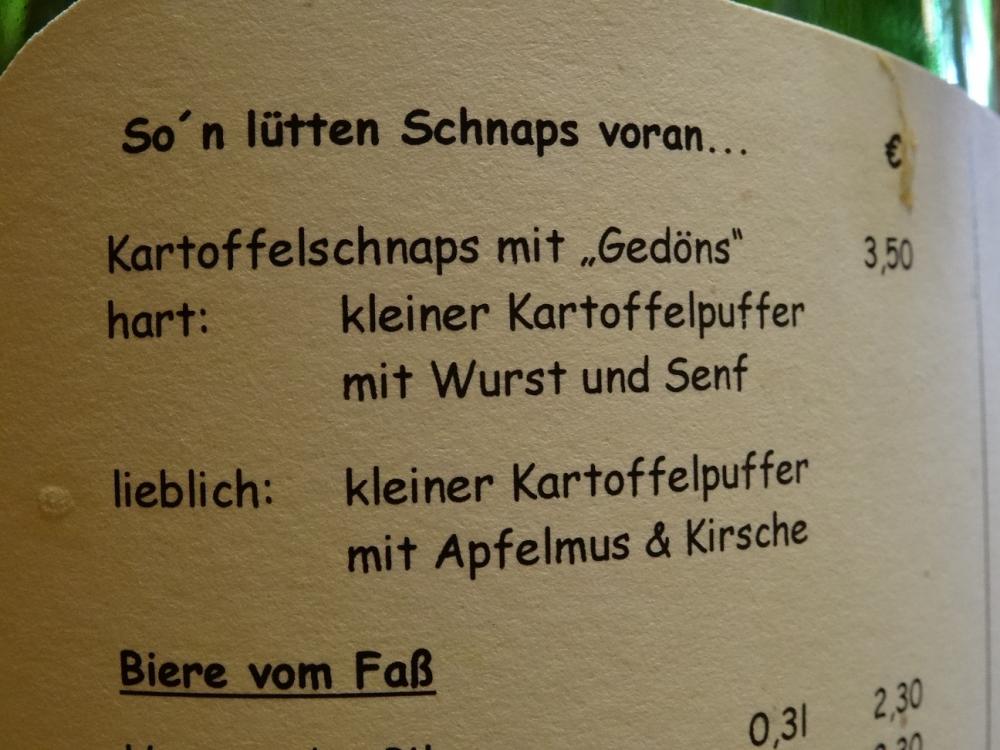 So´n lütten Schnaps voran...
€
Kartoffelschnaps mit „Gedöns“ 3,50
hart: kleiner Kartoffelpuffer
mit Wurst und Senf
lieblich: kleiner Kartoffelpuffer
mit Apfelmus & Kirsche
Biere vom Faß
0,3l 2,30